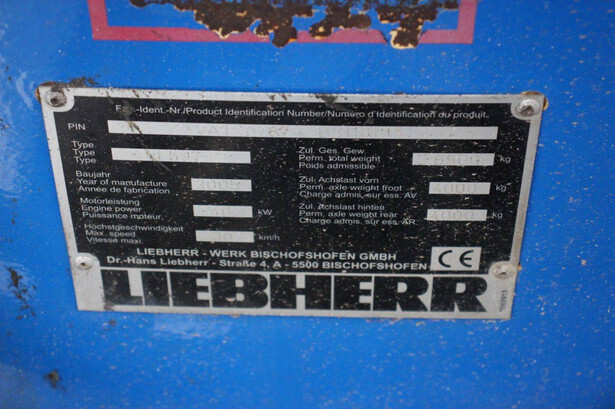 Fzg.-Ident.-Nr./Product Identification Number/Numéro d'Identification du produit
PIN
Type
Type
Type
Baujahr
Year of manufacture
Année de fabrication
Motorleistung
Engine power
Puissance moteur
kW
Höchstgeschwindigkeit
Max. speed
Vitesse maxi.
km/h
Zul. Ges. Gew.
Perm. total weight
Poids admissible
kg
Zul. Achslast vorn
Perm. axle weight front
Charge admis. sur ess. AV
4000 kg
Zul. Achslast hinten
Perm. axle weight rear
Charge admis. sur ess. AR
4000 kg
LIEBHERR - WERK BISCHOFSHOFEN GMBH
Dr.-Hans Liebherr - Straße 4, A - 5500 BISCHOFSHOFEN
CE
LIEBHERR